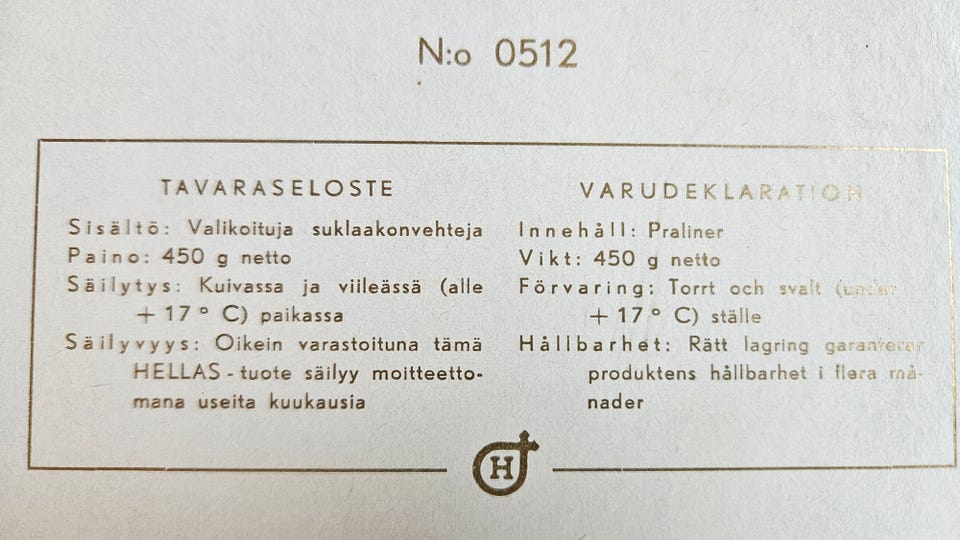 N:o 0512
TAVARASELOSTE
Sisältö: Valikoituja suklaakonvehteja
Paino: 450 g netto
Säilytys: Kuivassa ja viileässä (alle
+ 17 ° C) paikassa
Säilyvyys: Oikein varastoituna tämä
HELLAS - tuote säilyy moitteetto-
mana useita kuukausia
VARUDEKLARATION
Innehåll: Praliner
Vikt: 450 g netto
Förvaring: Torrt och svalt (under
+ 17 ° C) ställe
Hållbarhet: Rätt lagring garanterar
produktens hållbarhet i flera må-
nader
H